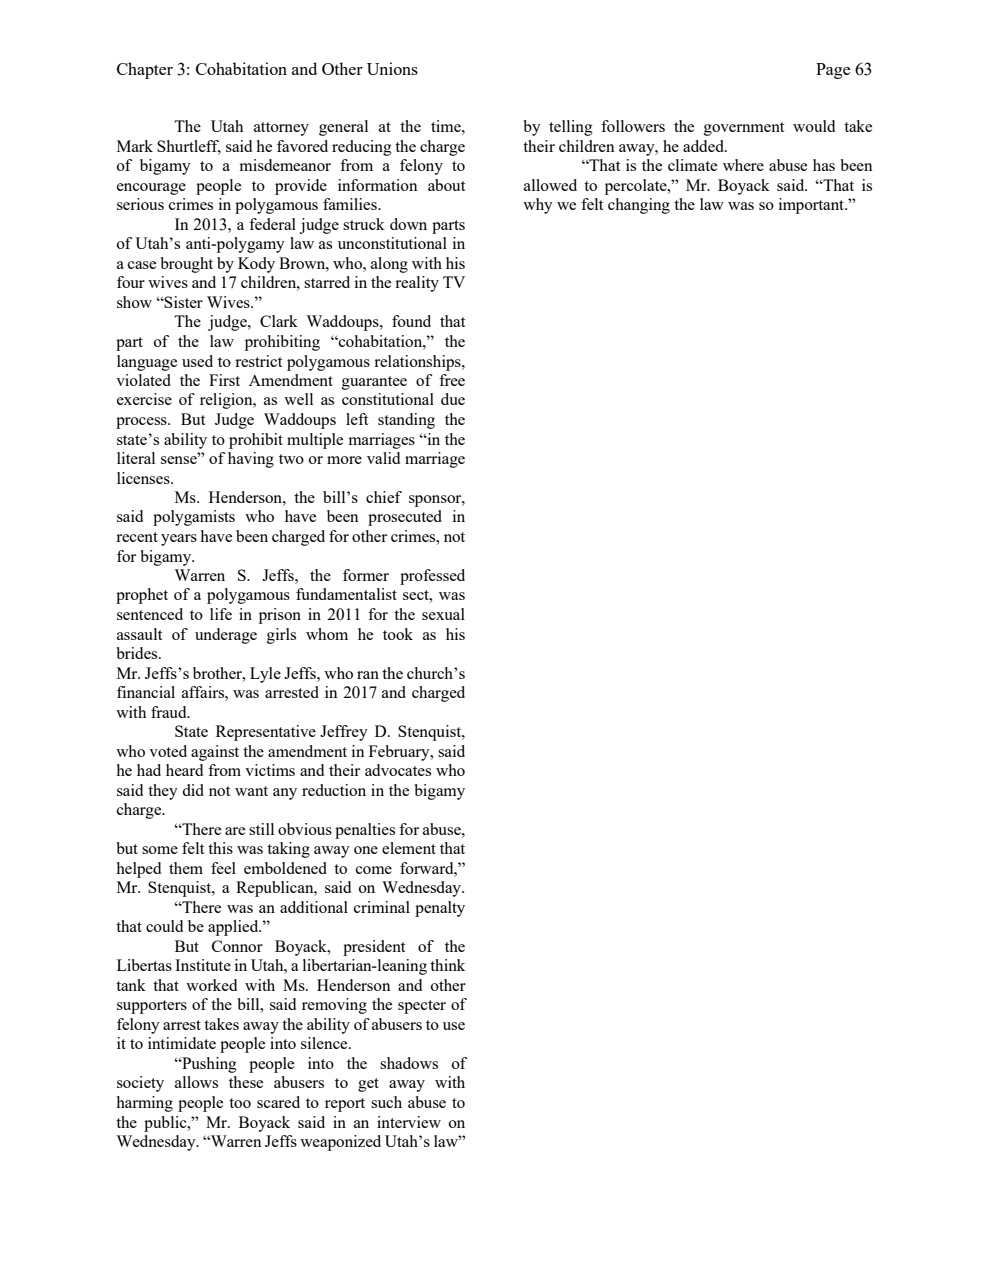 Chapter 3: Cohabitation and Other Unions
Page 63
The Utah attorney general at the time,
Mark Shurtleff, said he favored reducing the charge
of bigamy to a misdemeanor from a felony to
encourage people to provide information about
serious crimes in polygamous families.
In 2013, a federal judge struck down parts
of Utah’s anti-polygamy law as unconstitutional in
a case brought by Kody Brown, who, along with his
four wives and 17 children, starred in the reality TV
show “Sister Wives.”
The judge, Clark Waddoups, found that
part of the law prohibiting “cohabitation,” the
language used to restrict polygamous relationships,
violated the First Amendment guarantee of free
exercise of religion, as well as constitutional due
process. But Judge Waddoups left standing the
state’s ability to prohibit multiple marriages “in the
literal sense” of having two or more valid marriage
licenses.
Ms. Henderson, the bill’s chief sponsor,
said polygamists who have been prosecuted in
recent years have been charged for other crimes, not
for bigamy.
Warren S. Jeffs, the former professed
prophet of a polygamous fundamentalist sect, was
sentenced to life in prison in 2011 for the sexual
assault of underage girls whom he took as his
brides.
Mr. Jeffs’s brother, Lyle Jeffs, who ran the church’s
financial affairs, was arrested in 2017 and charged
with fraud.
State Representative Jeffrey D. Stenquist,
who voted against the amendment in February, said
he had heard from victims and their advocates who
said they did not want any reduction in the bigamy
charge.
“There are still obvious penalties for abuse,
but some felt this was taking away one element that
helped them feel emboldened to come forward,”
Mr. Stenquist, a Republican, said on Wednesday.
“There was an additional criminal penalty
that could be applied.”
But Connor Boyack, president of the
Libertas Institute in Utah, a libertarian-leaning think
tank that worked with Ms. Henderson and other
supporters of the bill, said removing the specter of
felony arrest takes away the ability of abusers to use
it to intimidate people into silence.
“Pushing people into the shadows of
society allows these abusers to get away with
harming people too scared to report such abuse to
the public,” Mr. Boyack said in an interview on
Wednesday. “Warren Jeffs weaponized Utah’s law”
by telling followers the government would take
their children away, he added.
“That is the climate where abuse has been
allowed to percolate,” Mr. Boyack said. “That is
why we felt changing the law was so important.”